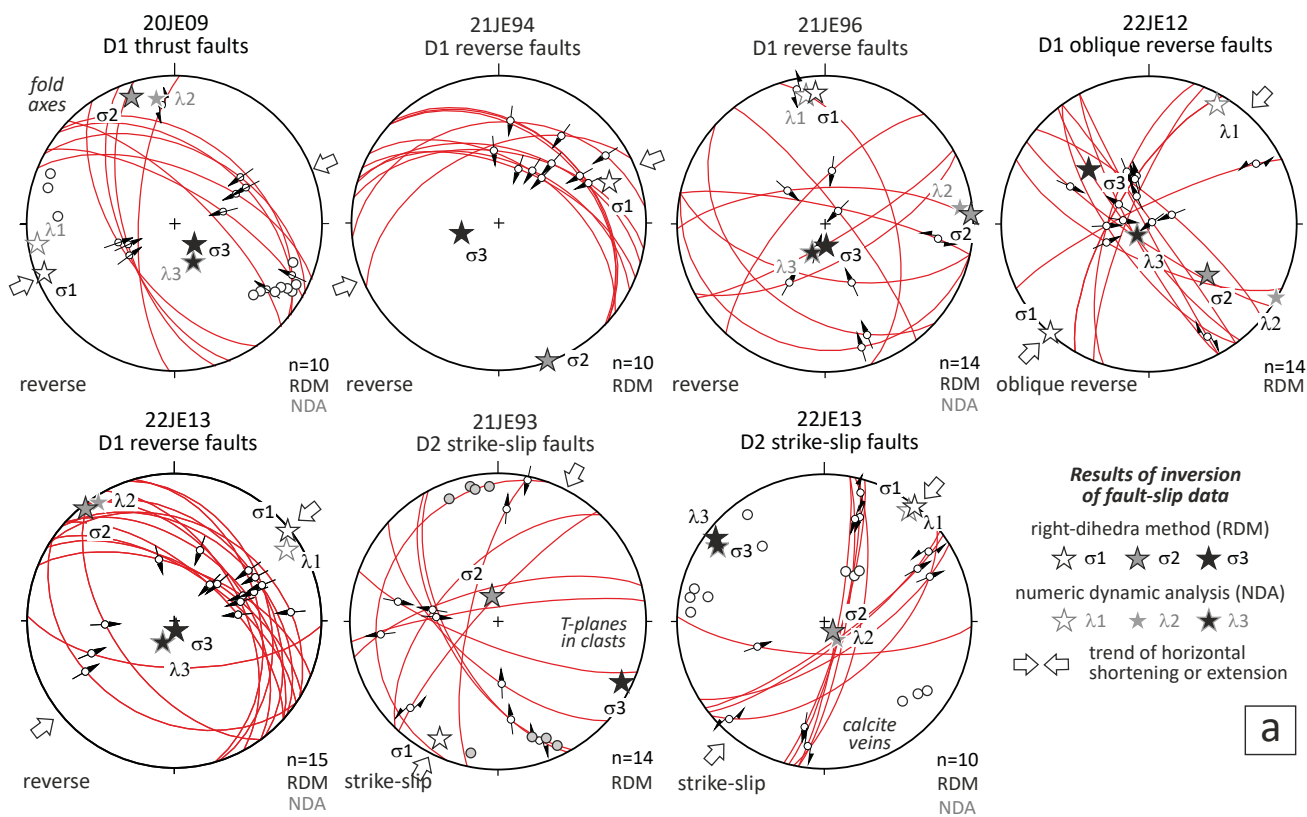 20JE09
D1 thrust faults
fold
axes
σ2
λ2
λ1
σ1
σ3
λ3
reverse
n=10
RDM
NDA
21JE94
D1 reverse faults
σ1
σ3
σ2
reverse
n=10
RDM
21JE96
D1 reverse faults
λ1
σ1
λ2
σ2
λ3
σ3
reverse
n=14
RDM
NDA
22JE12
D1 oblique reverse faults
λ1
σ3
λ3
σ2
λ2
σ1
oblique reverse
n=14
RDM
22JE13
D1 reverse faults
λ2
σ2
σ1
λ1
σ3
λ3
reverse
n=15
RDM
NDA
21JE93
D2 strike-slip faults
σ2
T-planes
in clasts
σ3
σ1
strike-slip
n=14
RDM
22JE13
D2 strike-slip faults
σ1
λ1
λ3
σ3
σ2
λ2
calcite
veins
strike-slip
n=10
RDM
NDA
Results of inversion
of fault-slip data
right-dihedra method (RDM)
σ1 σ2 σ3
numeric dynamic analysis (NDA)
λ1 λ2 λ3
trend of horizontal
shortening or extension
a